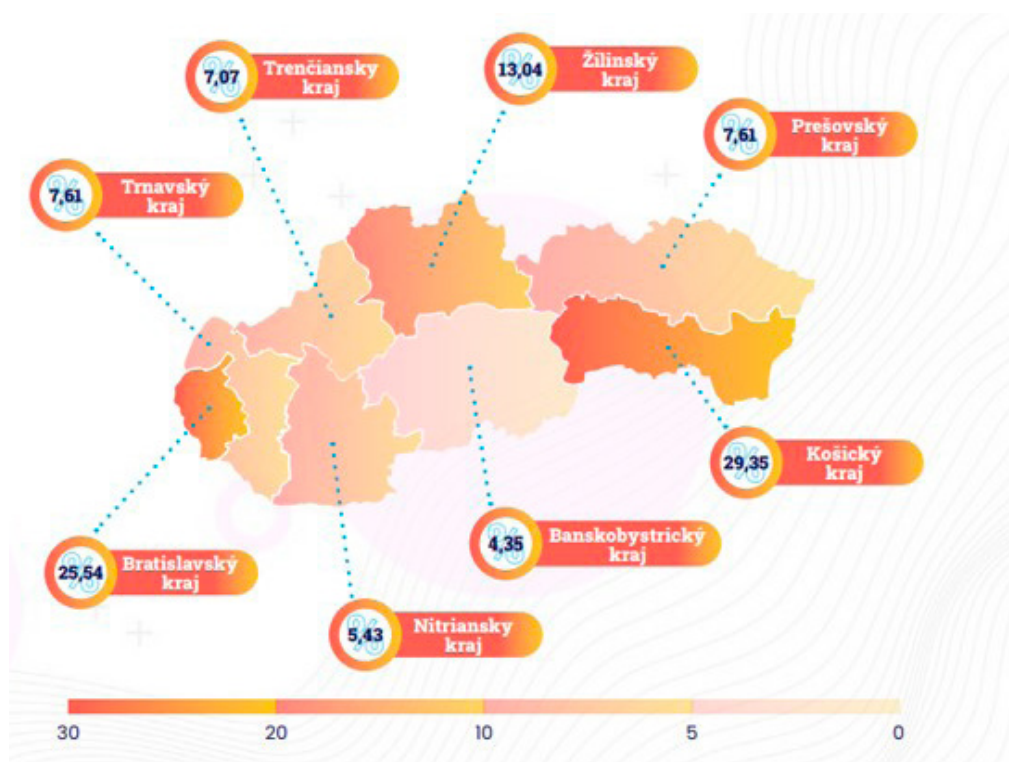 7,07
%
Trenčiansky
kraj
13,04
%
Žilinský
kraj
7,61
%
Prešovský
kraj
7,61
%
Trnavský
kraj
29,35
%
Košický
kraj
4,35
%
Banskobystrický
kraj
25,54
%
Bratislavský
kraj
5,43
%
Nitriansky
kraj
30 20 10 5 0